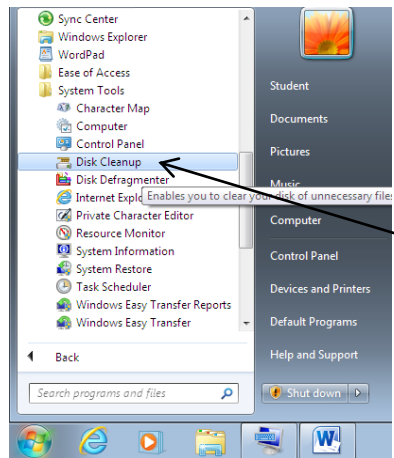 Sync Center
Windows Explorer
WordPad
Ease of Access
System Tools
Character Map
Computer
Control Panel
Disk Cleanup
Disk Defragmenter
Internet Explo
Enables you to clear your disk of unnecessary files
Private Character Editor
Resource Monitor
System Information
System Restore
Task Scheduler
Windows Easy Transfer Reports
Windows Easy Transfer
Back
Search programs and files
Student
Documents
Pictures
Music
Computer
Control Panel
Devices and Printers
Default Programs
Help and Support
Shut down
W